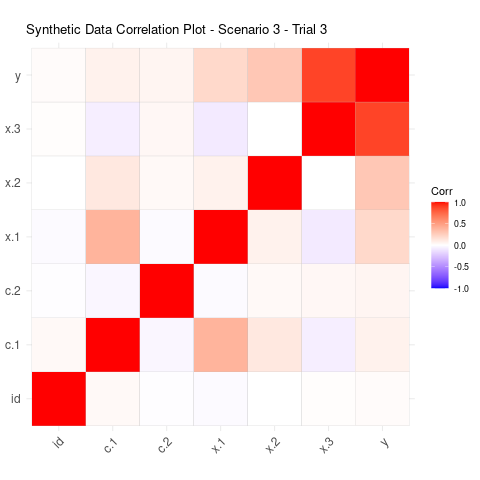 Synthetic Data Correlation Plot - Scenario 3 - Trial 3
y
x.3
x.2
x.1
c.2
c.1
id
id
c.1
c.2
x.1
x.2
x.3
y
Corr
1.0
0.5
0.0
-0.5
-1.0